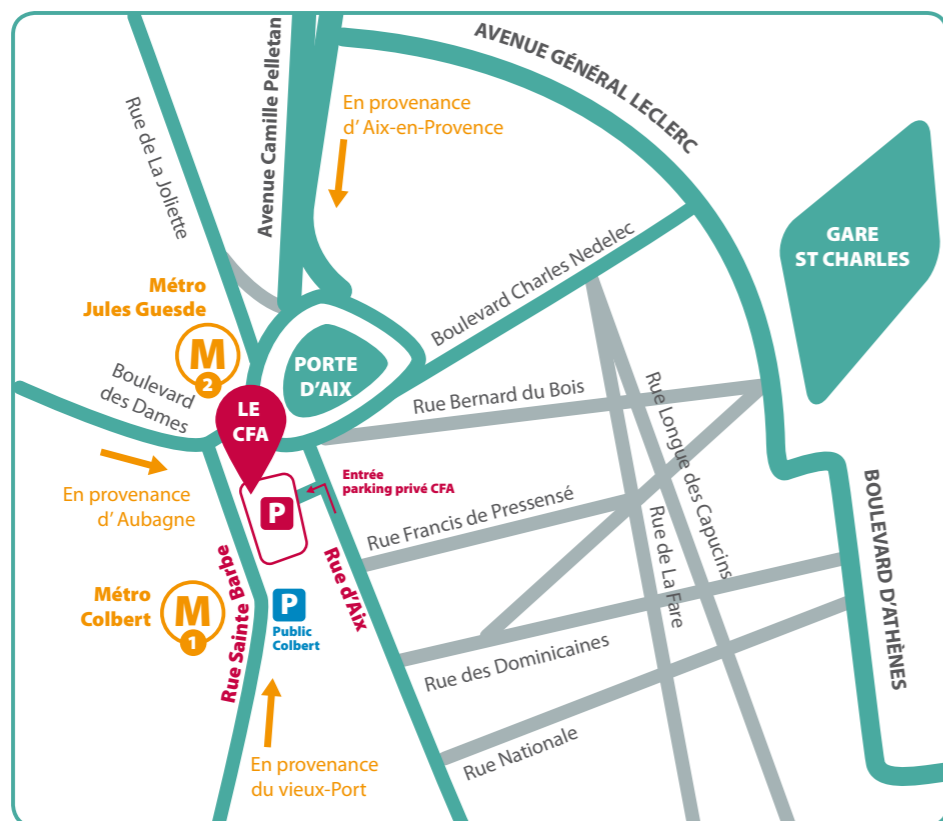 AVENUE GÉNÉRAL LECLERC
Avenue Camille Pelletan
Rue de La Joliette
En provenance
d' Aix-en-Provence
GARE
ST CHARLES
Boulevard Charles Nedelec
Métro
Jules Guesde
M
2
PORTE
D'AIX
Boulevard
des Dames
LE
CFA
Rue Bernard du Bois
Rue Longue des Capucins
Entrée
parking privé CFA
En provenance
d' Aubagne
P
Rue Francis de Pressensé
Rue de La Fare
BOULEVARD D'ATHÈNES
Rue Sainte Barbe
Rue d'Aix
Métro
Colbert
M
1
P
Public
Colbert
Rue des Dominicaines
Rue Nationale
En provenance
du vieux-Port